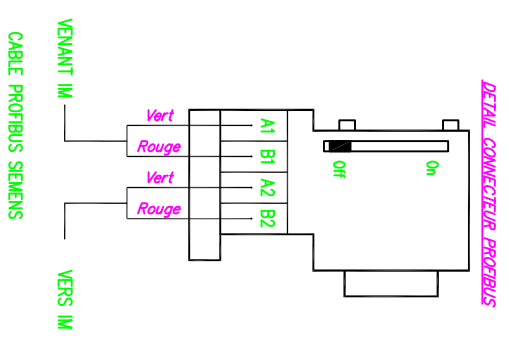 DETAIL CONNECTEUR PROFIBUS
On
Off
VENANT IM
CABLE PROFIBUS SIEMENS
VERS IM
Vert
A1
Rouge
B1
Vert
A2
Rouge
B2